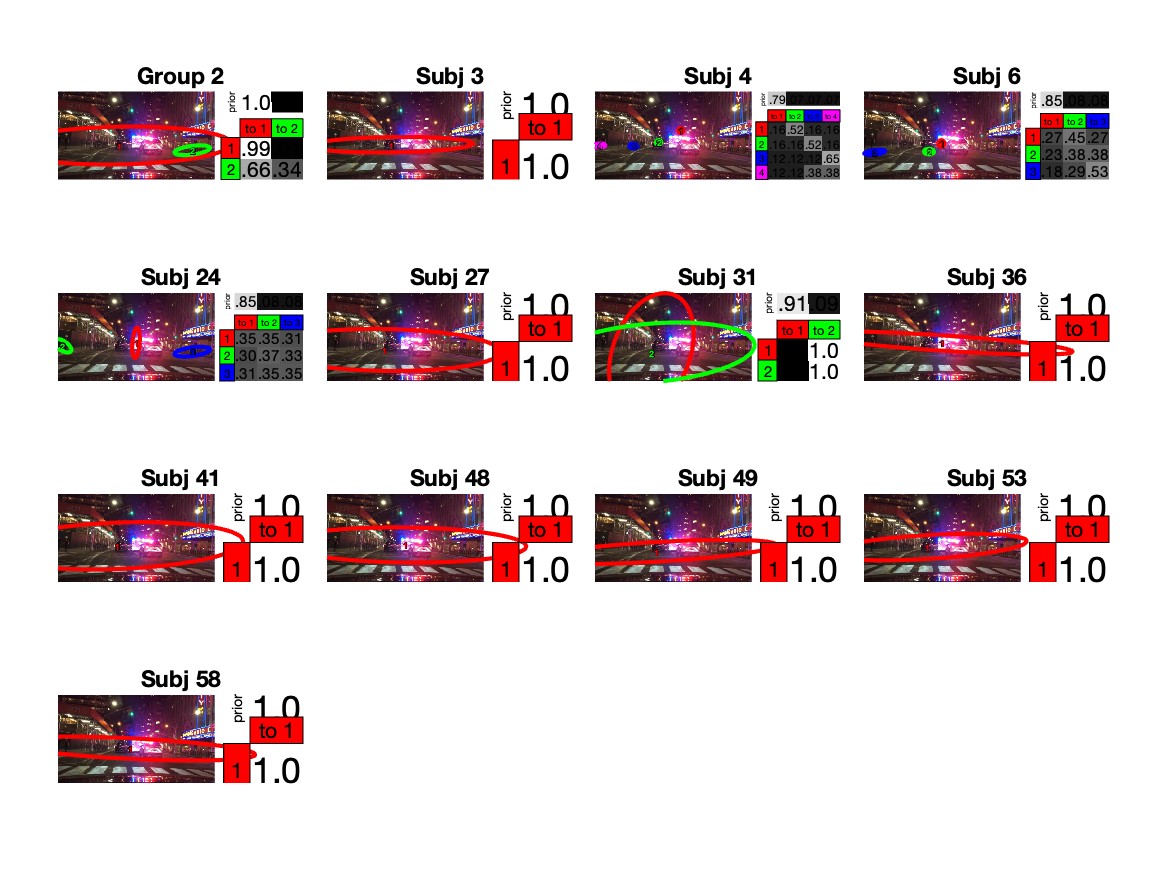 Group 2
prior 1.0
to 1 to 2
1 .99
2 .66 .34
Subj 3
prior 1.0
to 1
1 1.0
Subj 4
prior .79 .07 .07 .07
to 1 to 2 to 4
1 .16 .52 .16 .16
2 .16 .16 .52 .16
3 .12 .12 .12 .65
4 .12 .12 .38 .38
Subj 6
prior .85 .08 .08
to 1 to 2 to 3
1 .27 .45 .27
2 .23 .38 .38
3 .18 .29 .53
Subj 24
prior .85 .08 .08
to 1 to 2 to 3
1 .35 .35 .31
2 .30 .37 .33
3 .31 .35 .35
Subj 27
prior 1.0
to 1
1 1.0
Subj 31
prior .91 .09
to 1 to 2
1 1.0
2 1.0
Subj 36
prior 1.0
to 1
1 1.0
Subj 41
prior 1.0
to 1
1 1.0
Subj 48
prior 1.0
to 1
1 1.0
Subj 49
prior 1.0
to 1
1 1.0
Subj 53
prior 1.0
to 1
1 1.0
Subj 58
prior 1.0
to 1
1 1.0